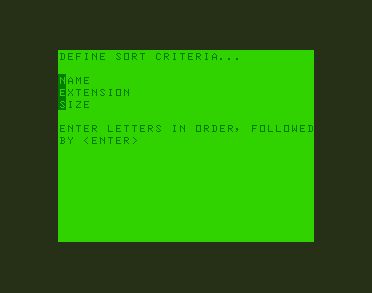 DEFINE SORT CRITERIA...
NAME
EXTENSION
SIZE
ENTER LETTERS IN ORDER, FOLLOWED
BY <ENTER>